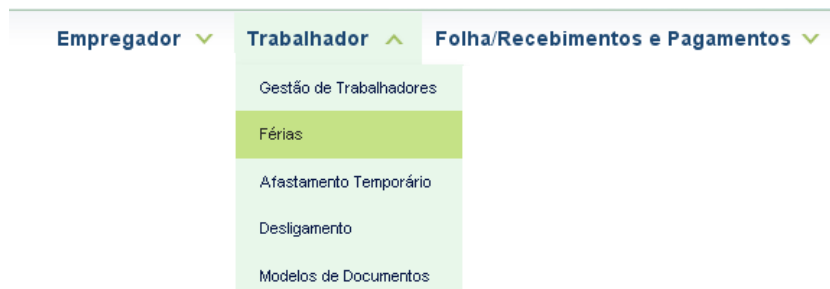 Empregador Trabalhador Folha/Recebimentos e Pagamentos
Gestão de Trabalhadores
Férias
Afastamento Temporário
Desligamento
Modelos de Documentos